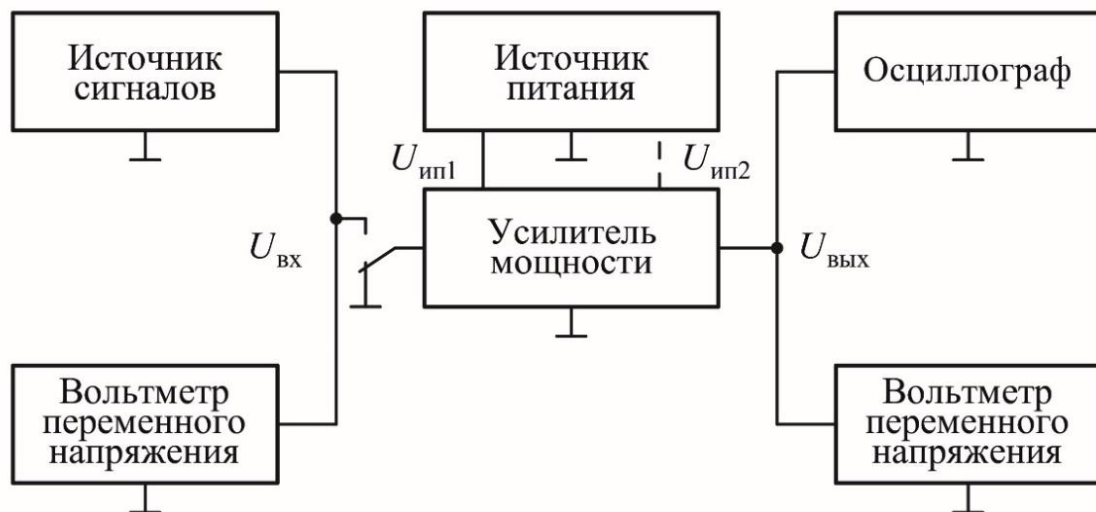 Источник
сигналов
Источник
питания
Осциллограф
Uип1
Uип2
Uвх
Усилитель
мощности
Uвых
Вольтметр
переменного
напряжения
Вольтметр
переменного
напряжения